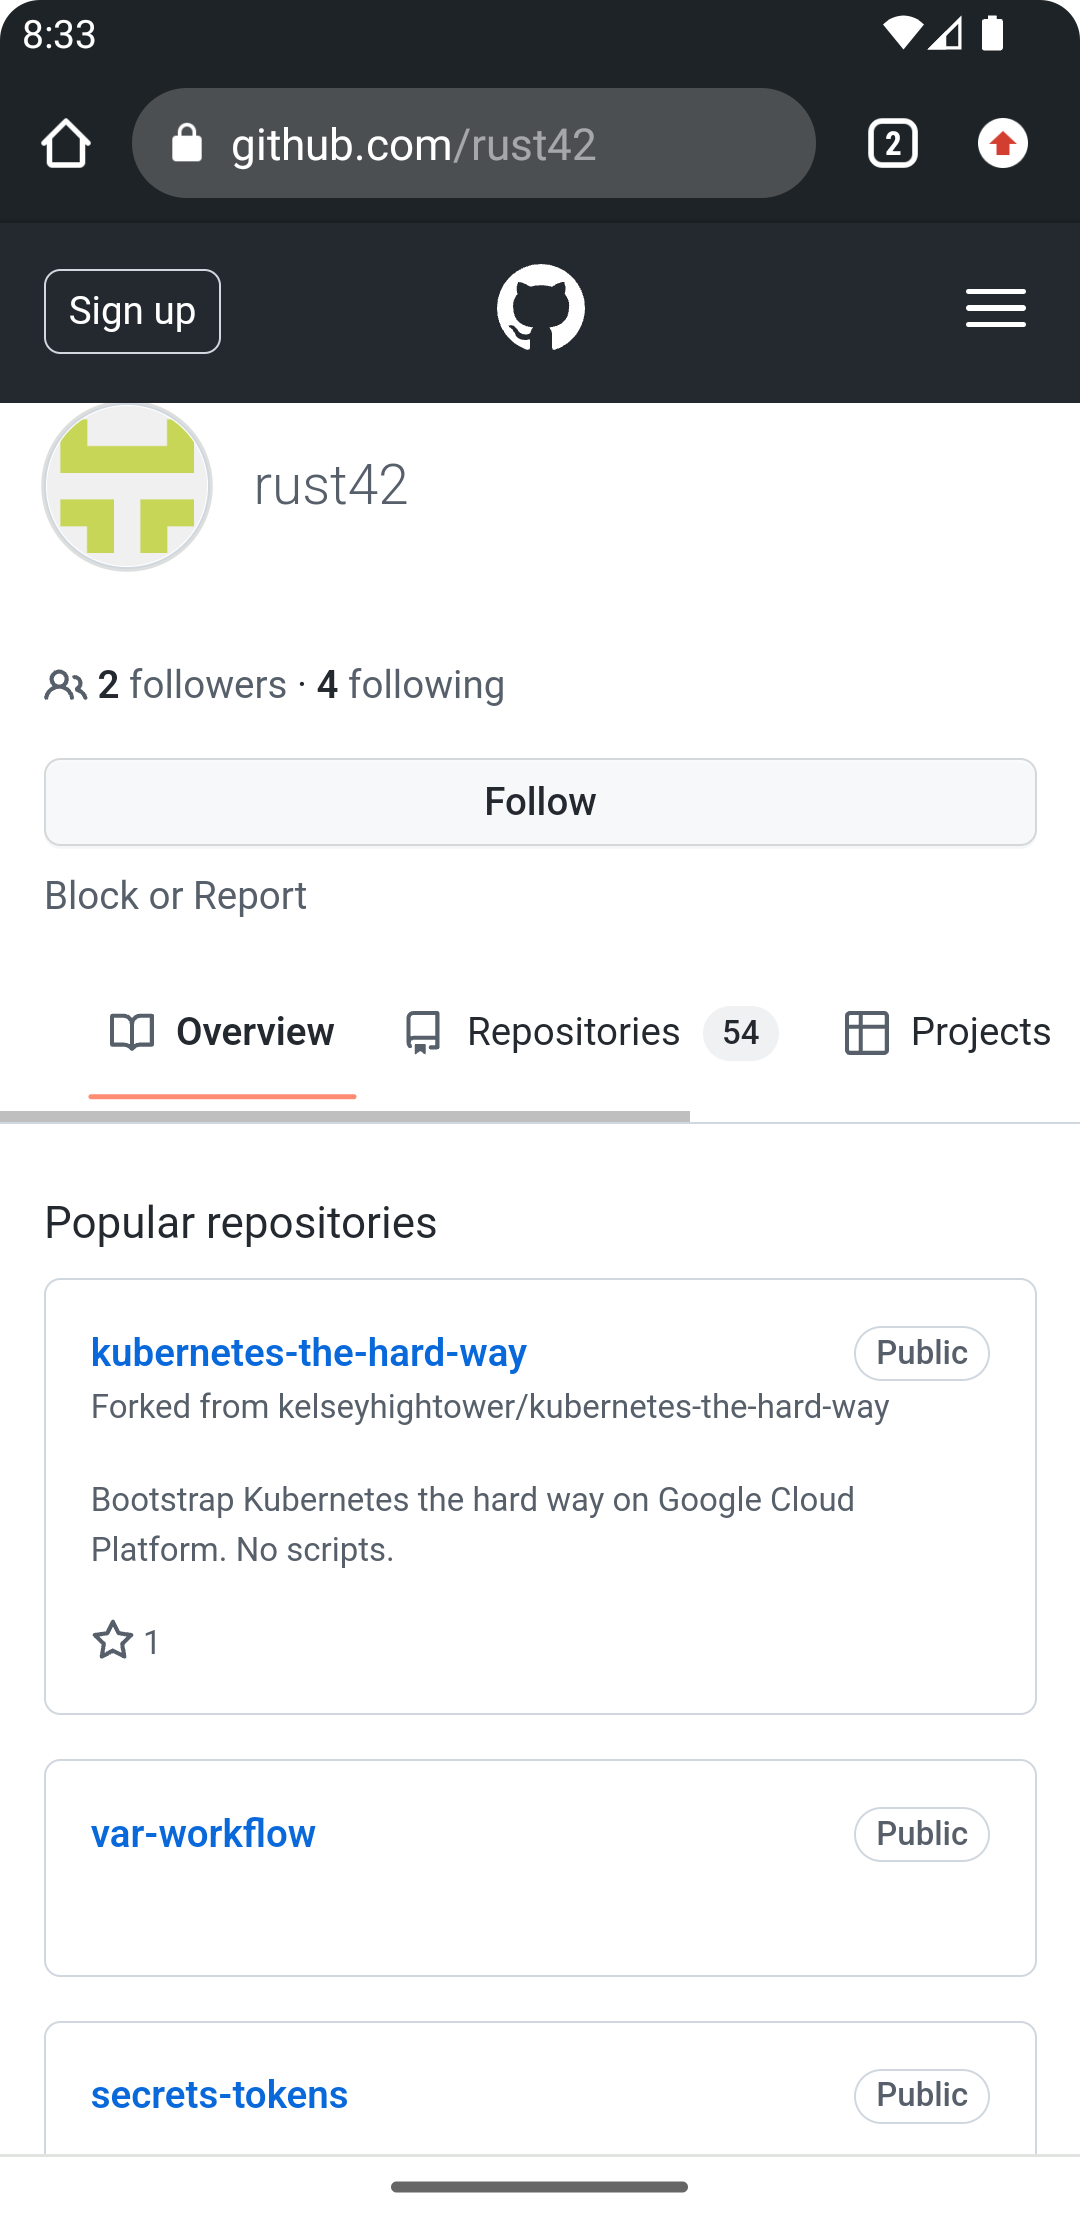 8:33
github.com/rust42
2
Sign up
rust42
2 followers · 4 following
Follow
Block or Report
Overview
Repositories 54
Projects
Popular repositories
kubernetes-the-hard-way Public
Forked from kelseyhightower/kubernetes-the-hard-way
Bootstrap Kubernetes the hard way on Google Cloud
Platform. No scripts.
1
var-workflow Public
secrets-tokens Public